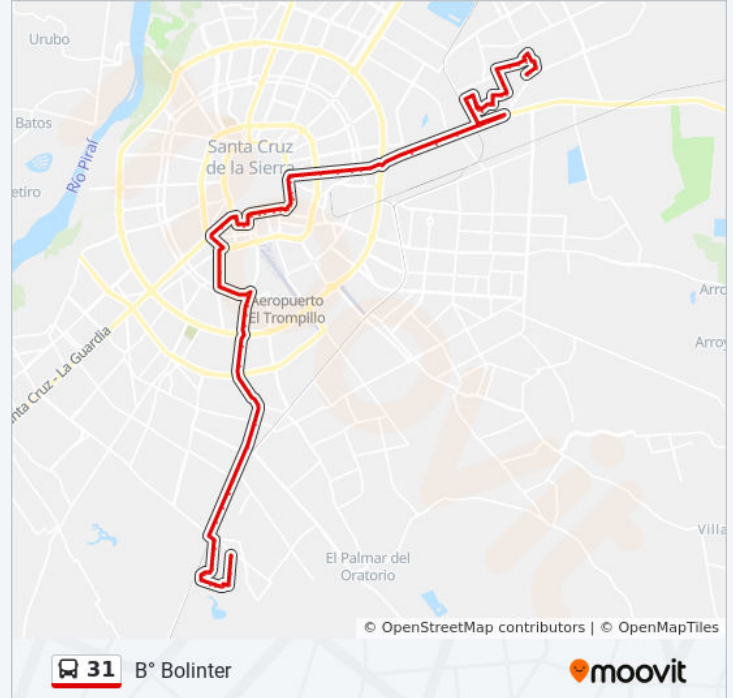 Urubo
Batos
Río Piraí
etiro
Santa Cruz
de la Sierra
Aeropuerto
El Trompillo
Arro
Arroy
nta Cruz - La Guardia
Villa
El Palmar del
Oratorio
© OpenStreetMap contributors | © OpenMapTiles
31 B° Bolinter
moovit